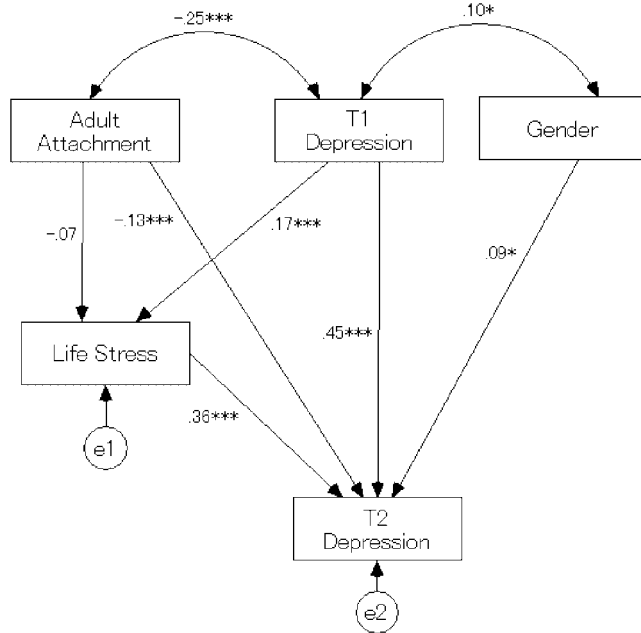 -.25***
.10*
Adult
Attachment
T1
Depression
Gender
-.07
-.13***
.17***
.09*
.45***
Life Stress
.36***
e1
T2
Depression
e2